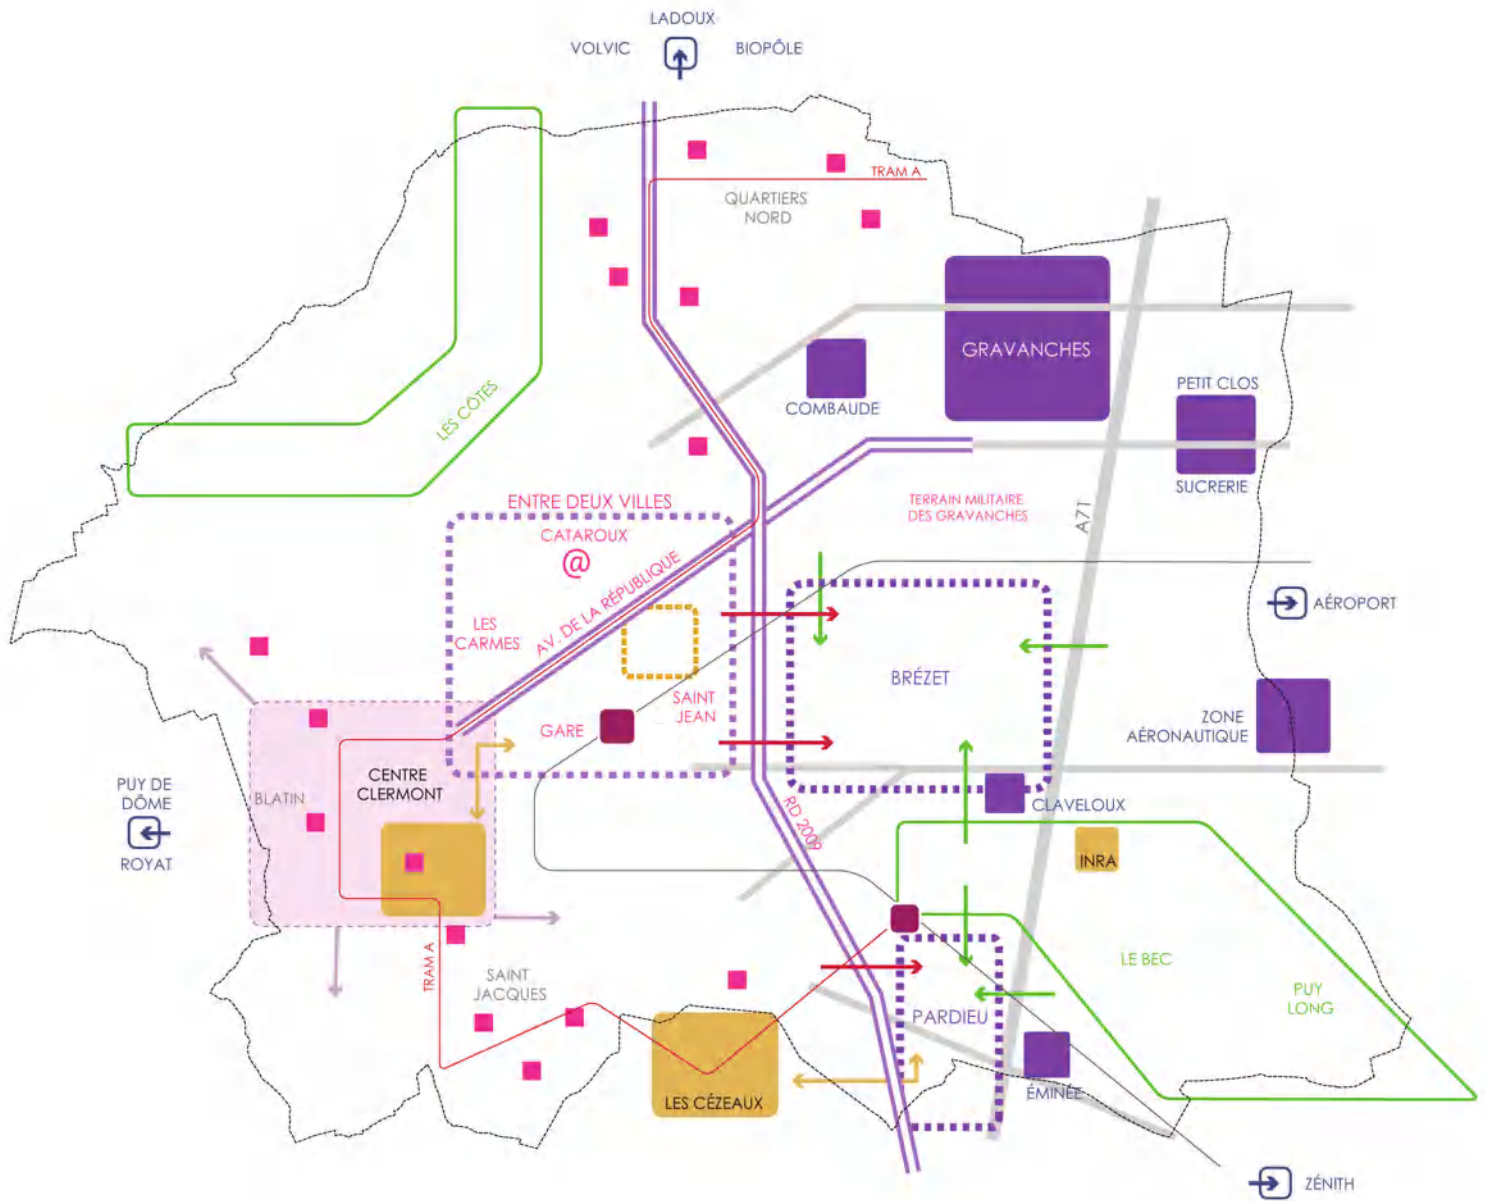 LADOUX
VOLVIC
BIOPÔLE
TRAM A
QUARTIERS
NORD
GRAVANCHES
COMBAUDE
PETIT CLOS
SUCRERIE
LES CÔTES
ENTRE DEUX VILLES
CATAROUX
@
TERRAIN MILITAIRE
DES GRAVANCHES
A71
AV. DE LA RÉPUBLIQUE
LES
CARMES
AÉROPORT
BRÉZET
SAINT
JEAN
GARE
ZONE
AÉRONAUTIQUE
CENTRE
CLERMONT
PUY DE
DÔME
ROYAT
BLATIN
RD 2009
CLAVELOUX
INRA
TRAM A
SAINT
JACQUES
LE BEC
PUY
LONG
PARDIEU
LES CÉZEAUX
ÉMINÉE
ZÉNITH